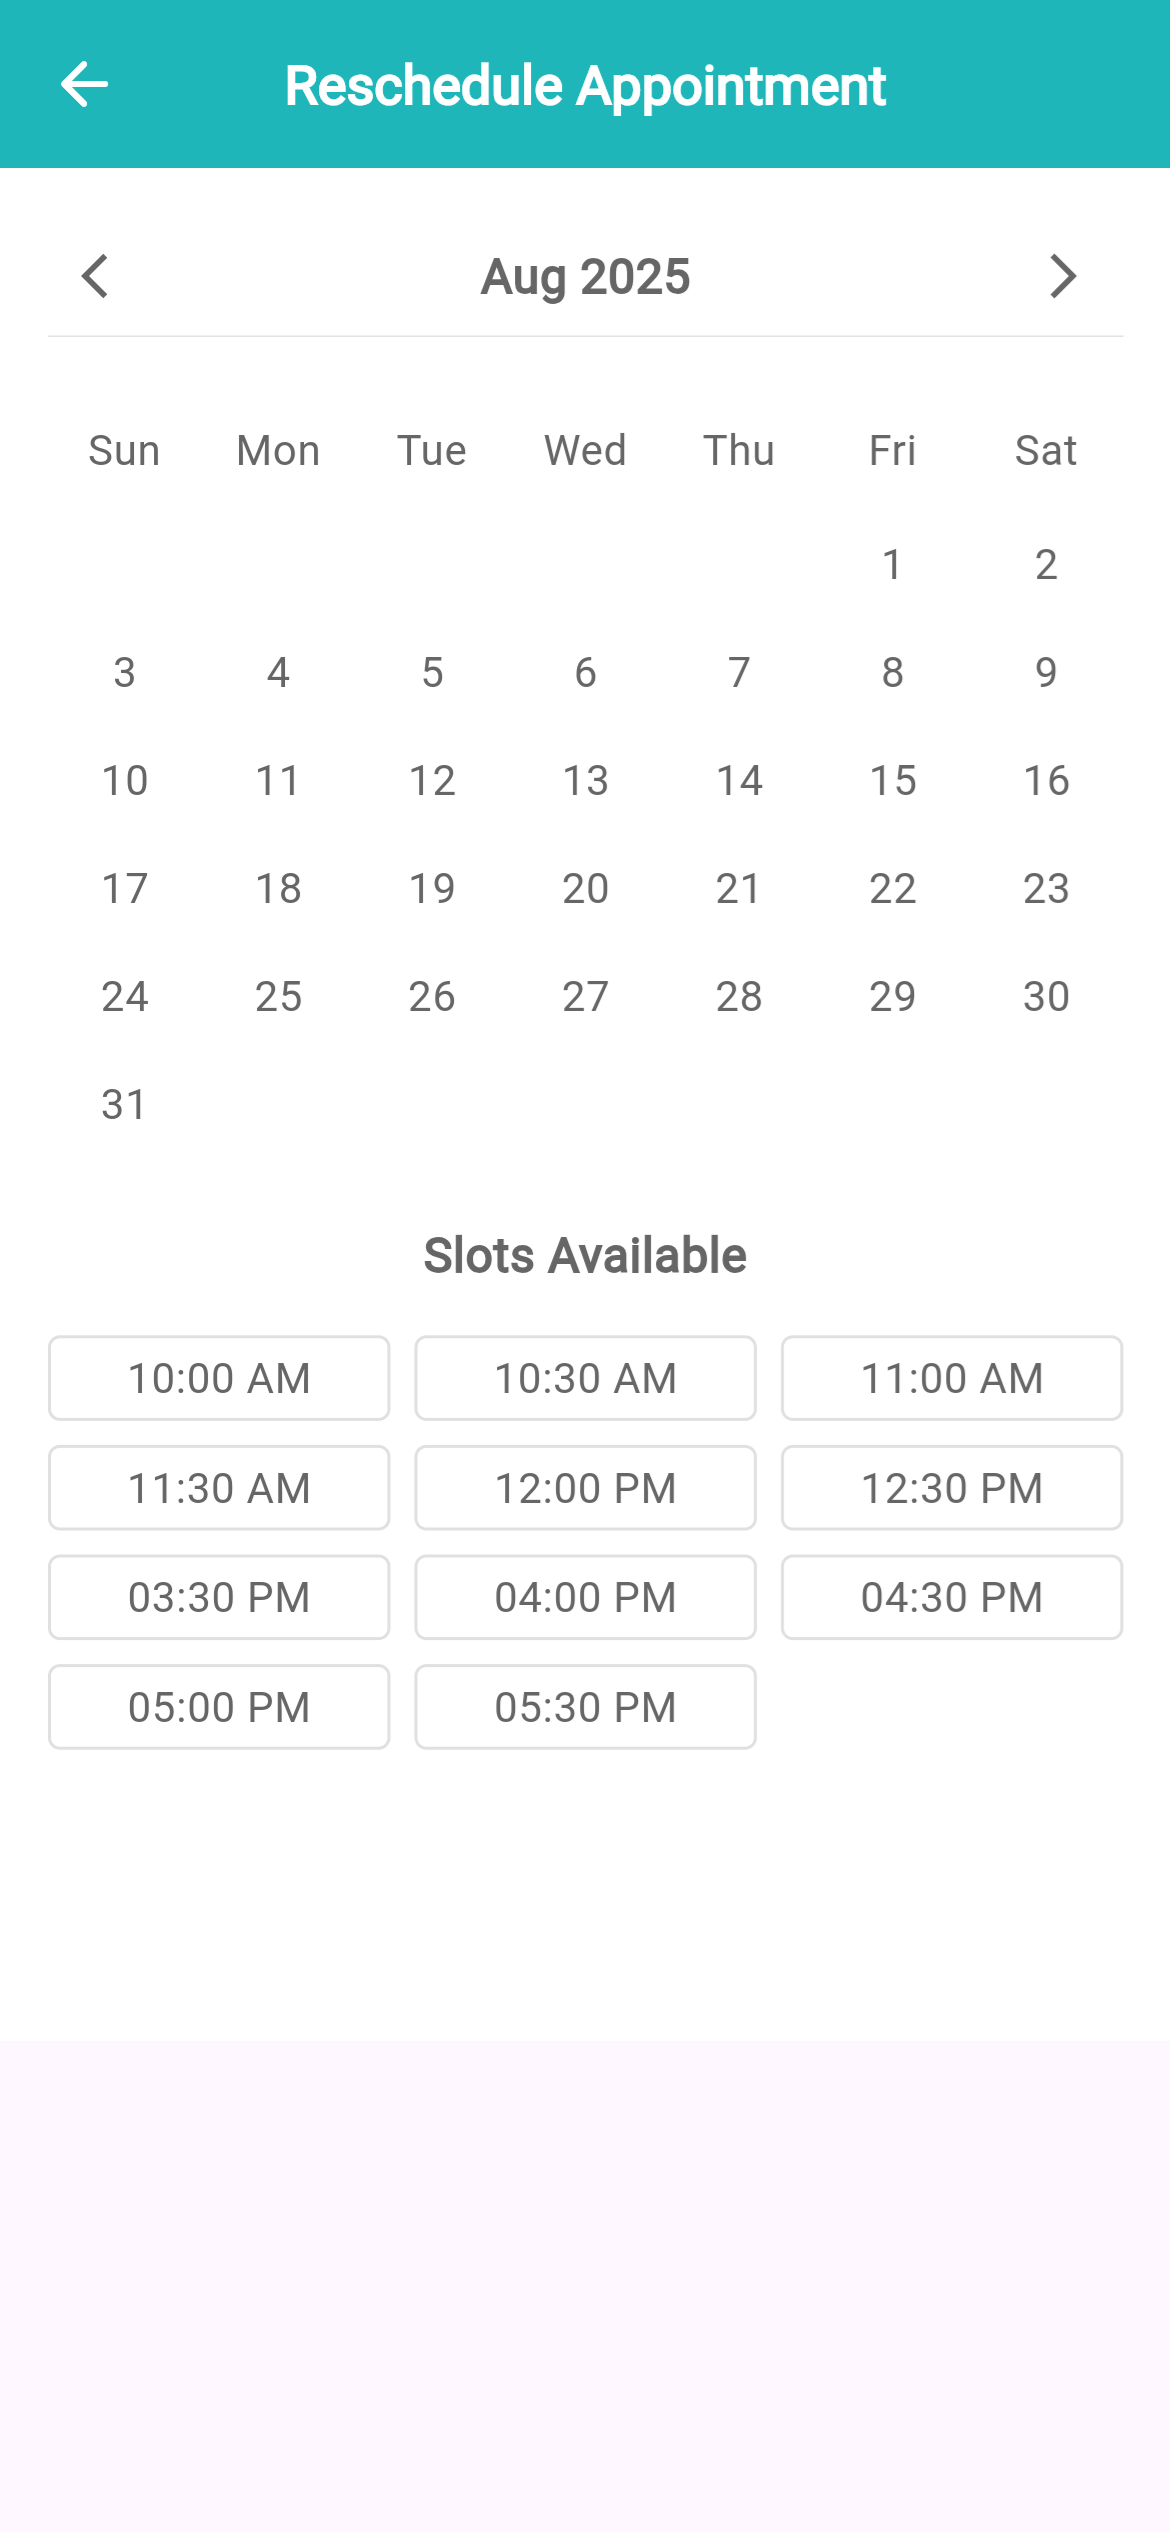 Reschedule Appointment
Aug 2025
Sun Mon Tue Wed Thu Fri Sat
1 2
3 4 5 6 7 8 9
10 11 12 13 14 15 16
17 18 19 20 21 22 23
24 25 26 27 28 29 30
31
Slots Available
10:00 AM 10:30 AM 11:00 AM
11:30 AM 12:00 PM 12:30 PM
03:30 PM 04:00 PM 04:30 PM
05:00 PM 05:30 PM